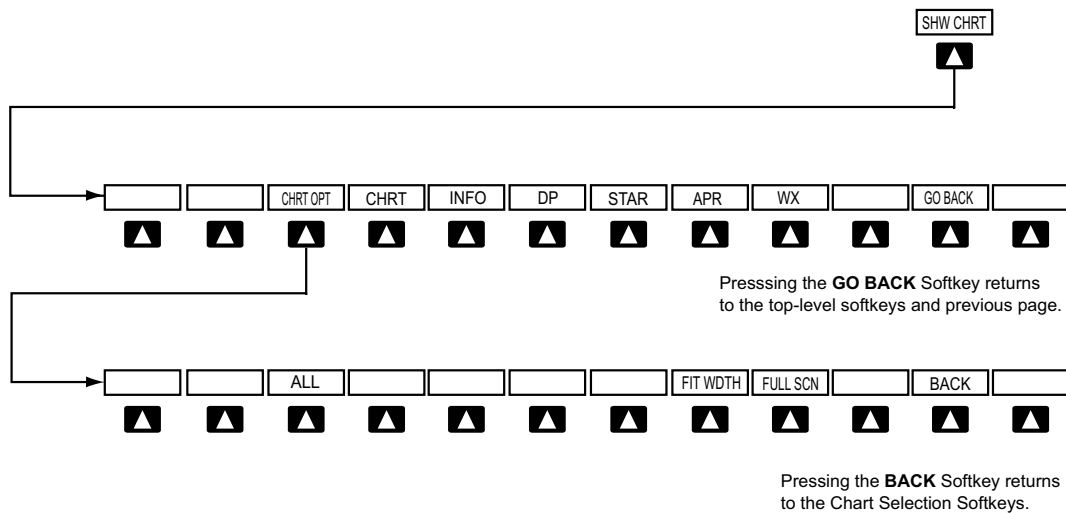 SHW CHRT
CHRT OPT CHRT INFO DP STAR APR WX GO BACK
Presssing the GO BACK Softkey returns
to the top-level softkeys and previous page.
ALL FIT WDTH FULL SCN BACK
Pressing the BACK Softkey returns
to the Chart Selection Softkeys.